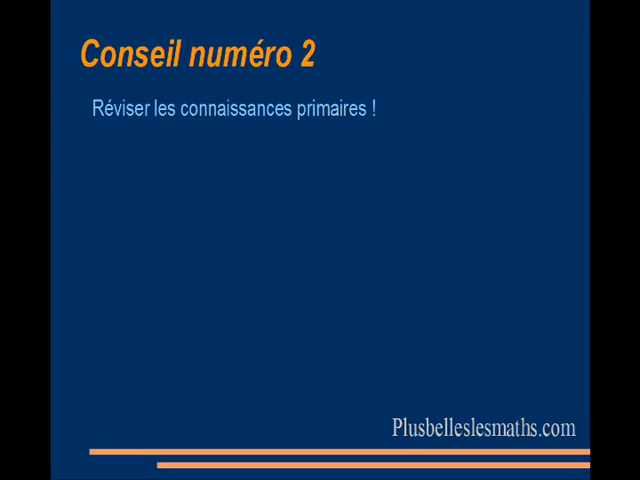 Conseil numéro 2
Réviser les connaissances primaires !
Plusbelleslesmaths.com